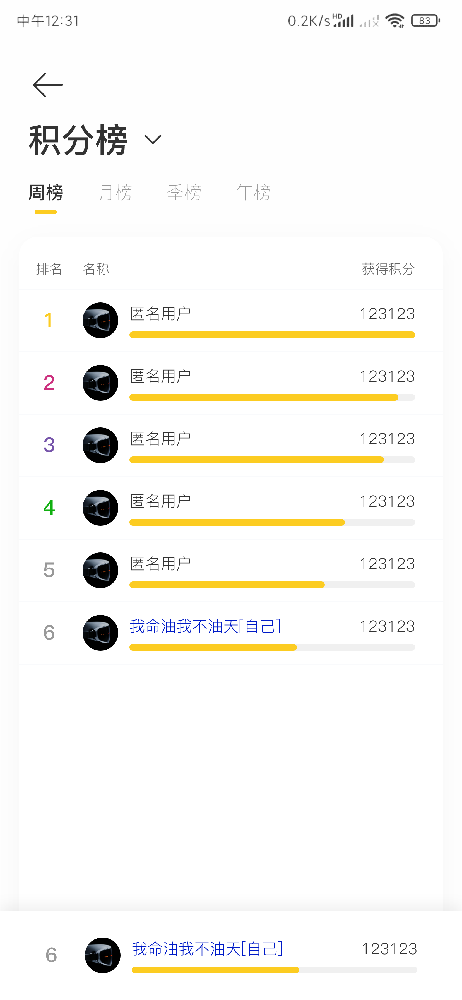 中午12:31 0.2K/s HD 83
积分榜
周榜 月榜 季榜 年榜
排名 名称 获得积分
1 匿名用户 123123
2 匿名用户 123123
3 匿名用户 123123
4 匿名用户 123123
5 匿名用户 123123
6 我命油我不油天[自己] 123123
6 我命油我不油天[自己] 123123